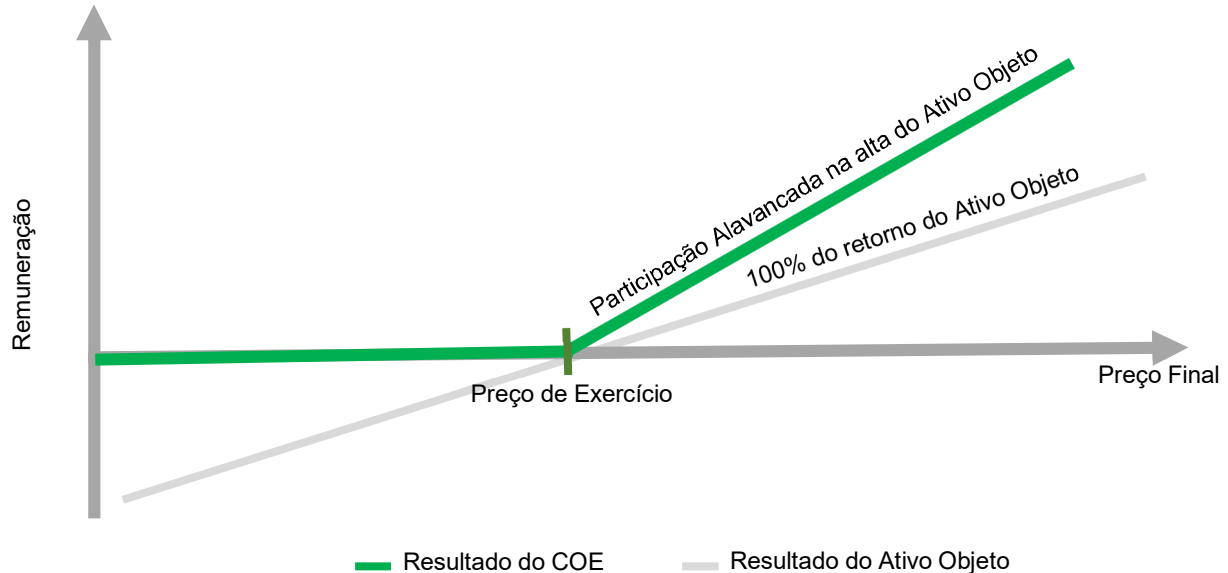 Remuneração
Participação Alavancada na alta do Ativo Objeto
100% do retorno do Ativo Objeto
Preço de Exercício
Preço Final
Resultado do COE
Resultado do Ativo Objeto